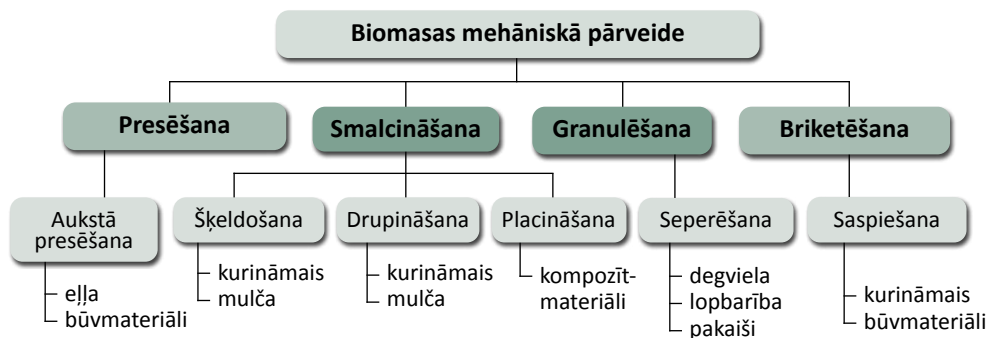 Biomasas mehāniskā pārveide
Presēšana
Smalcināšana
Granulēšana
Briketēšana
Aukstā
presēšana
Šķeldošana
Drupināšana
Placināšana
Seperēšana
Saspiešana
eļļa
būvmateriāli
kurināmais
mulča
kurināmais
mulča
kompozīt-
materiāli
degviela
lopbarība
pakaiši
kurināmais
būvmateriāli